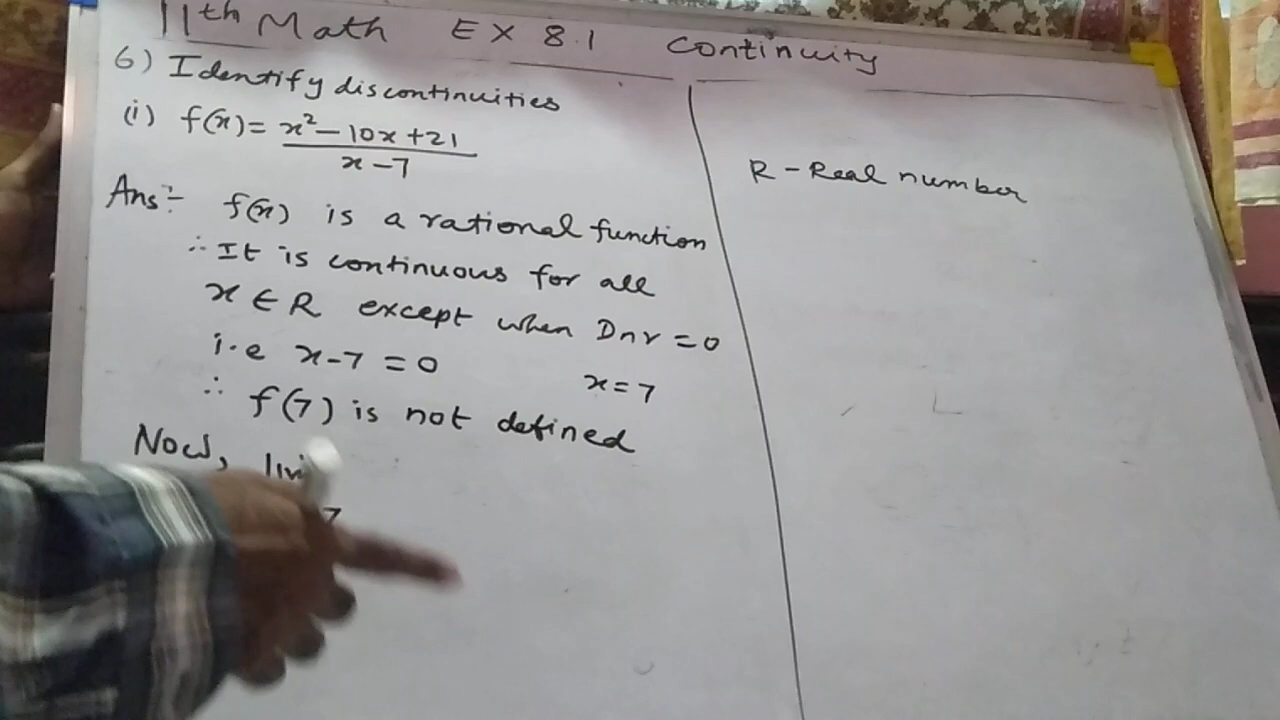 11th Math EX 8.1 Continuity
6) Identify discontinuities
(i) f(x) = x² - 10x + 21
x - 7
Ans :- f(x) is a rational function
∴ It is continuous for all
x ∈ R except when Dnr = 0
i.e x - 7 = 0 x = 7
∴ f(7) is not defined
Now,
7
R - Real number